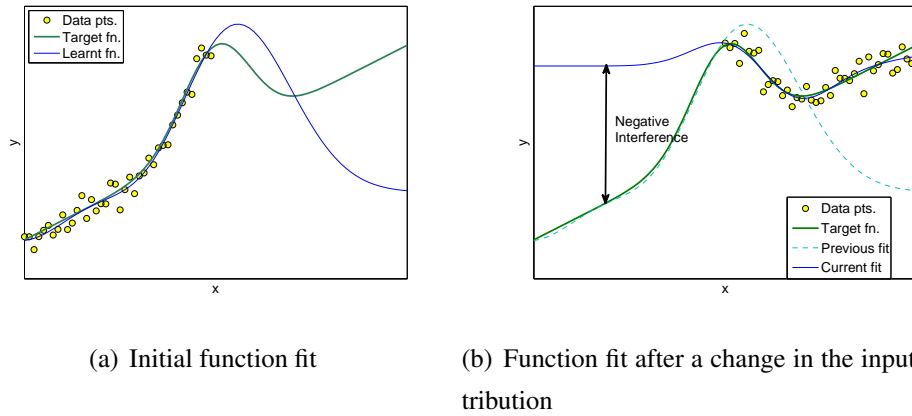 Data pts.
Target fn.
Learnt fn.
y
x
Negative
Interference
y
Data pts.
Target fn.
Previous fit
Current fit
x
(a) Initial function fit
(b) Function fit after a change in the input
tribution